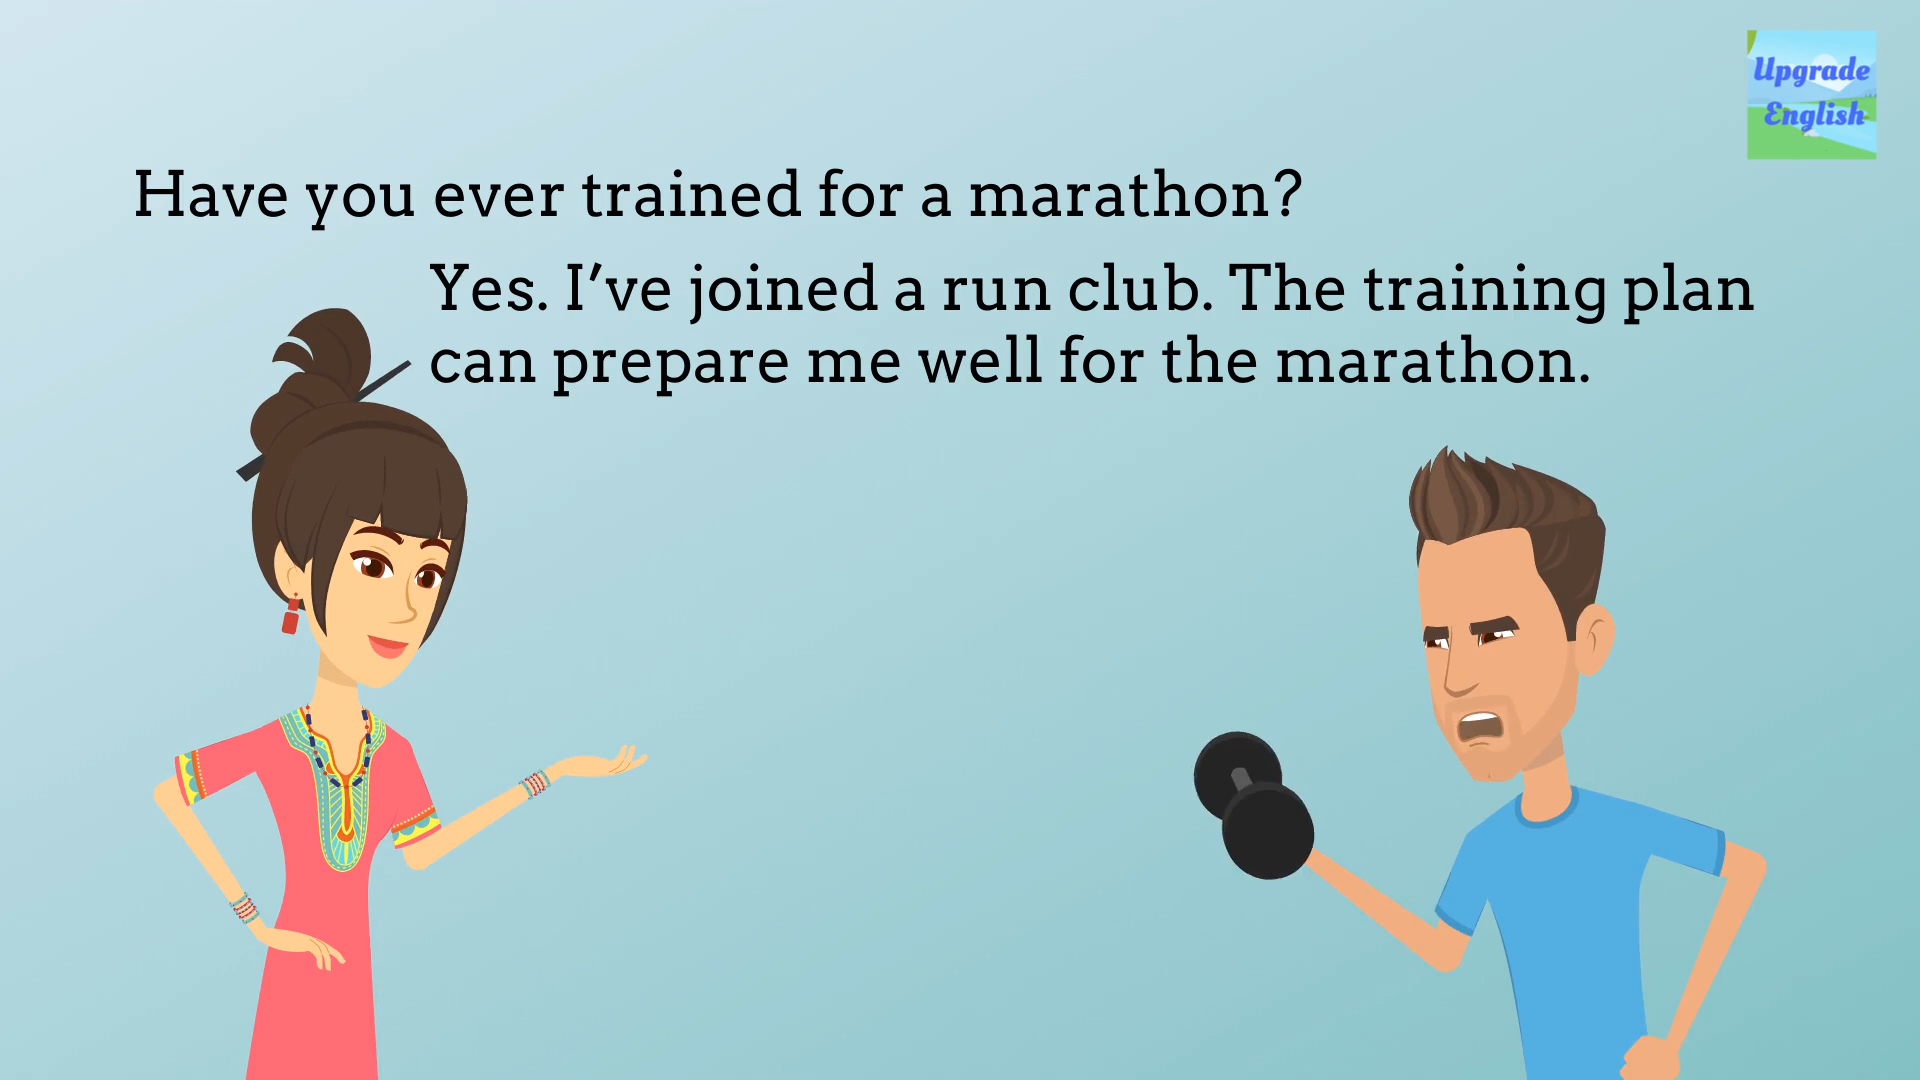 Upgrade
English
Have you ever trained for a marathon?
Yes. I’ve joined a run club. The training plan
can prepare me well for the marathon.